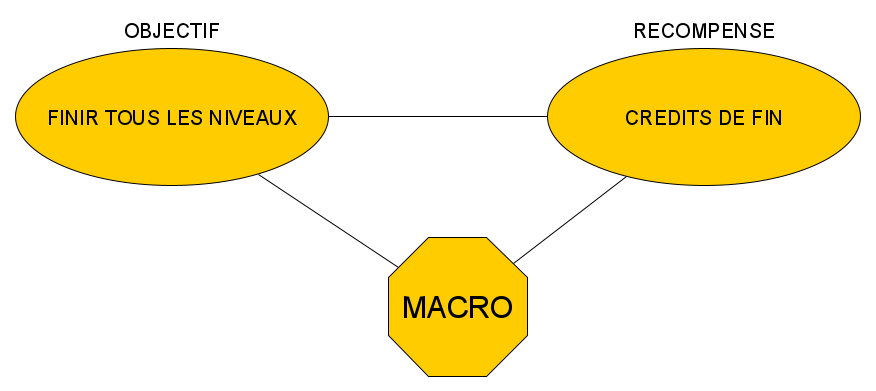 OBJECTIF
RECOMPENSE
FINIR TOUS LES NIVEAUX
CREDITS DE FIN
MACRO